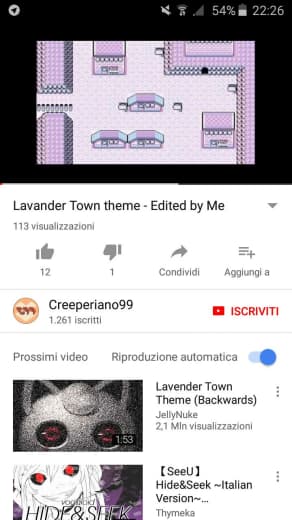 54% 22:26
Lavander Town theme - Edited by Me
113 visualizzazioni
12
1
Condividi
Aggiungi a
Creeperiano99
1.261 iscritti
ISCRIVITI
Prossimi video
Riproduzione automatica
1:53
Lavender Town
Theme (Backwards)
JellyNuke
2,1 Mln visualizzazioni
HIDE&SEEK
【SeeU】
Hide&Seek ~Italian
Version~...
Thymeka